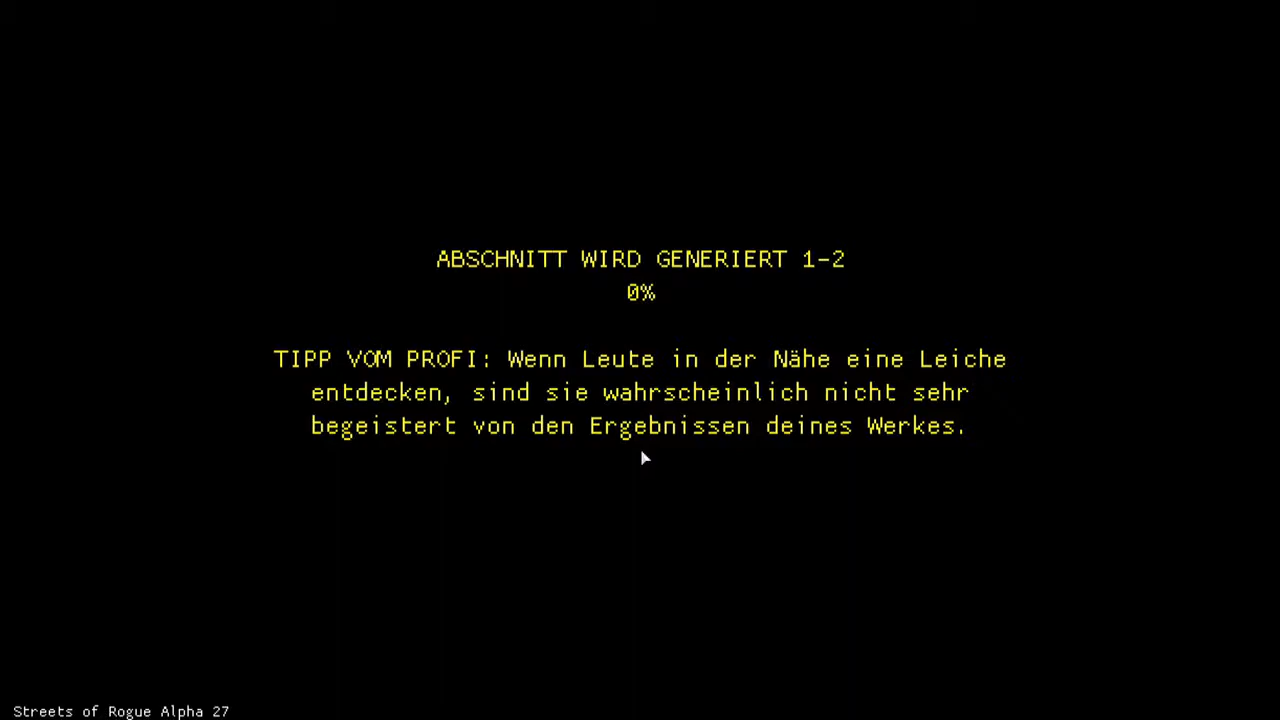 ABSCHNITT WIRD GENERIERT 1-2
0%
TIPP VOM PROFI: Wenn Leute in der Nähe eine Leiche
entdecken, sind sie wahrscheinlich nicht sehr
begeistert von den Ergebnissen deines Werkes.
Streets of Rogue Alpha 27